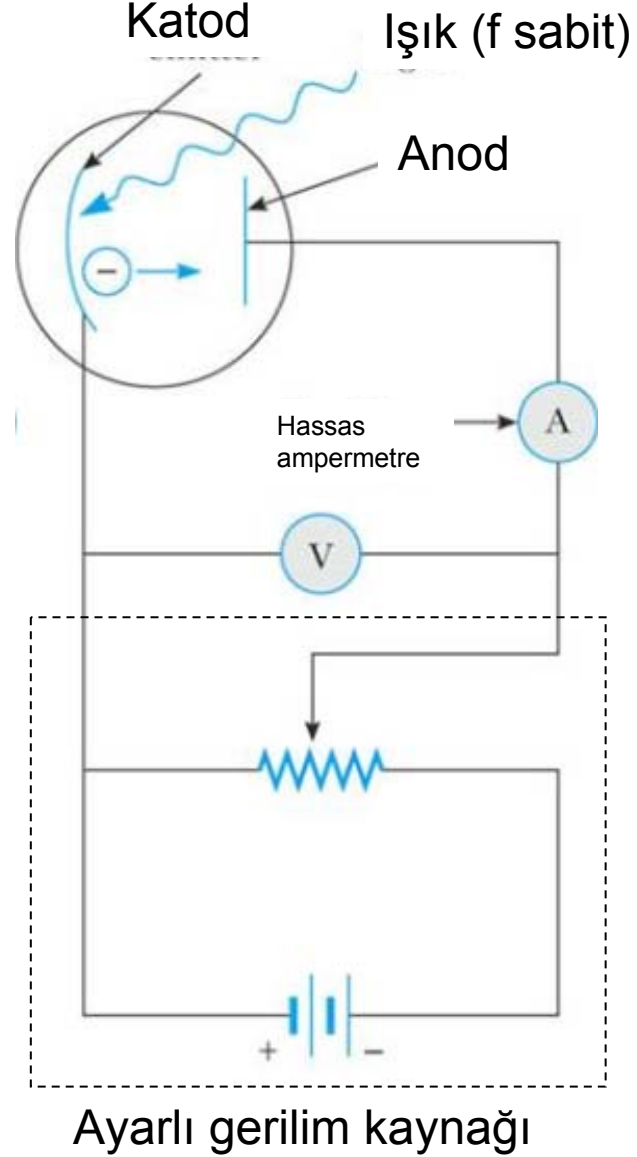 Katod
Işık (f sabit)
Anod
−
Hassas
ampermetre
A
V
+
−
Ayarlı gerilim kaynağı